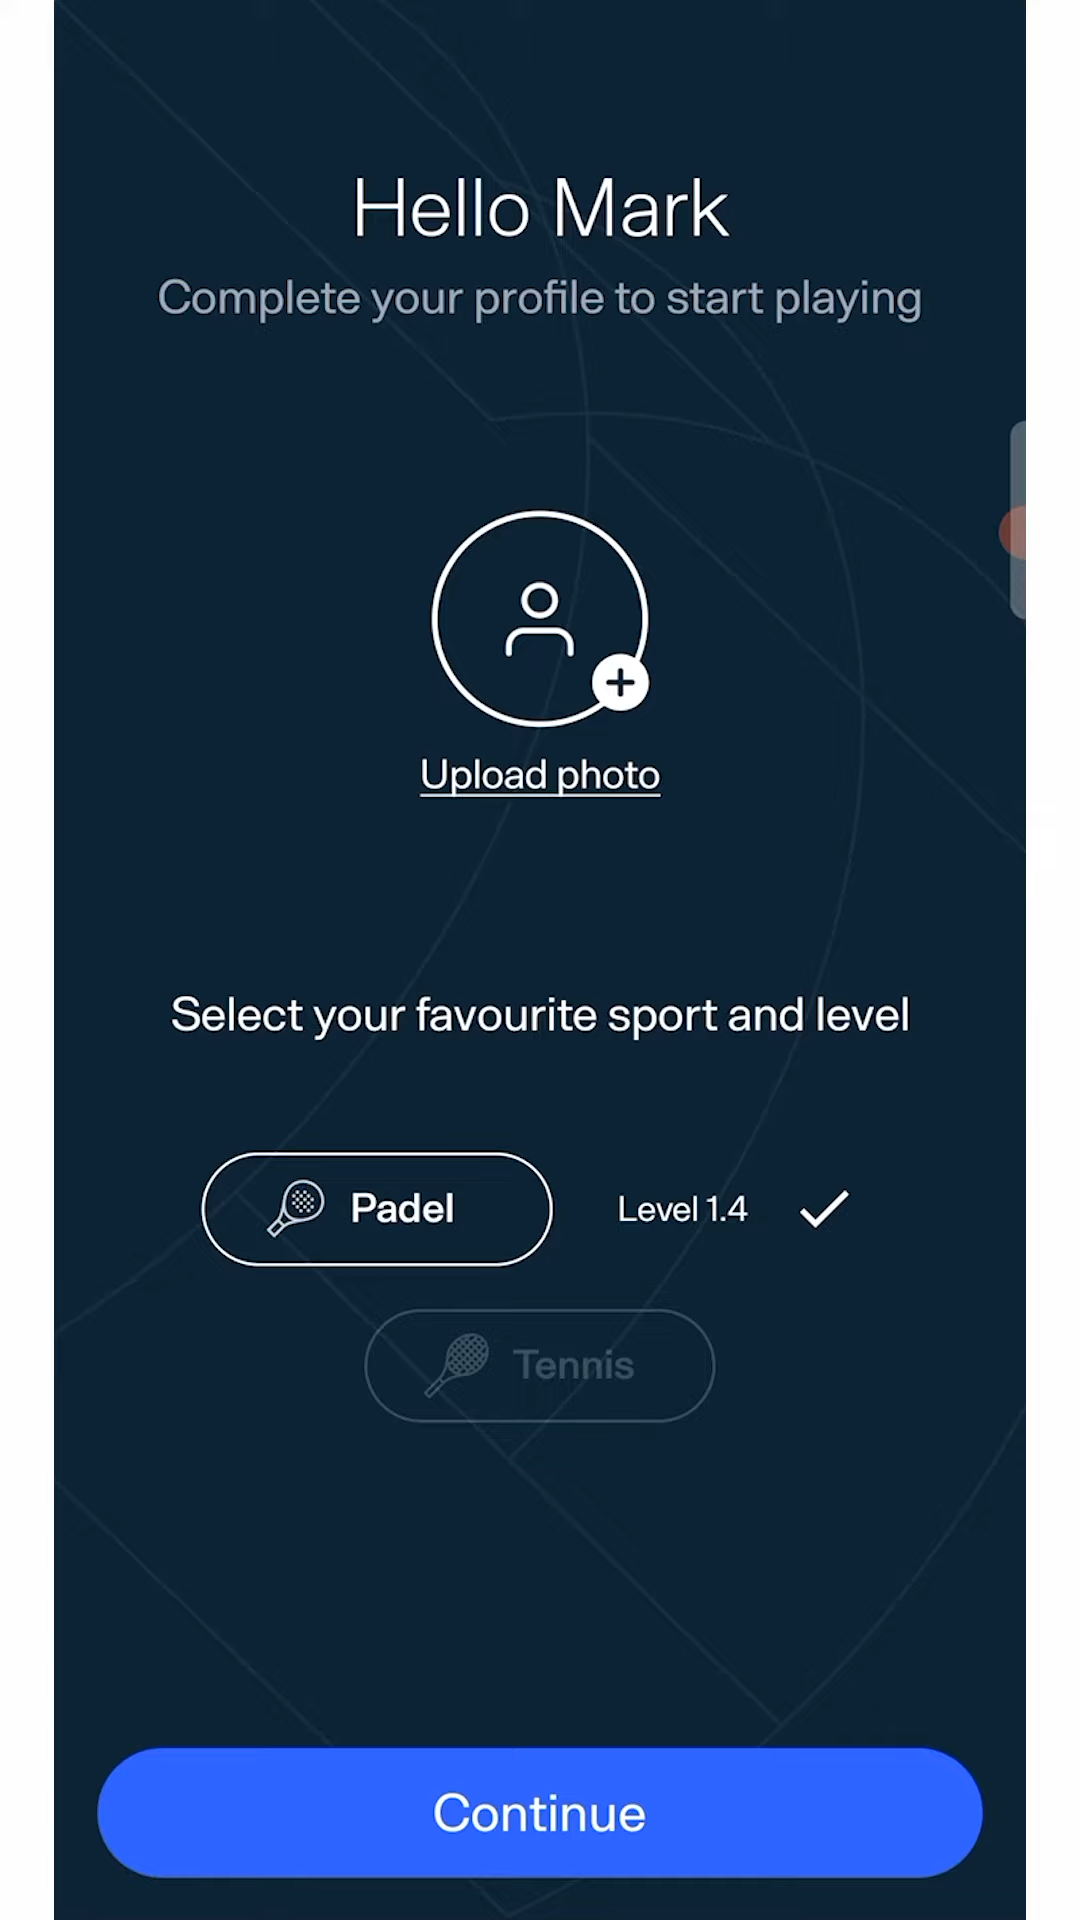 Hello Mark
Complete your profile to start playing
Upload photo
Select your favourite sport and level
Padel Level 1.4
Tennis
Continue